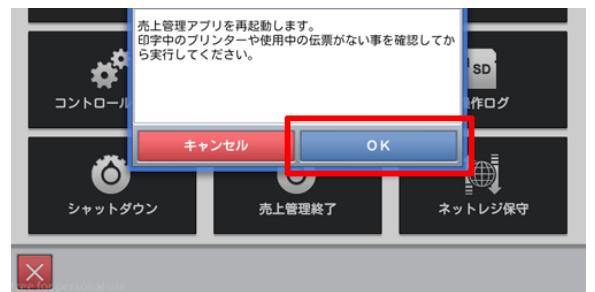 売上管理アプリを再起動します。
印字中のプリンターや使用中の伝票がない事を確認してか
ら実行してください。
SD
コントロール
作ログ
キャンセル
OK
シャットダウン
売上管理終了
ネットレジ保守
free for personal use